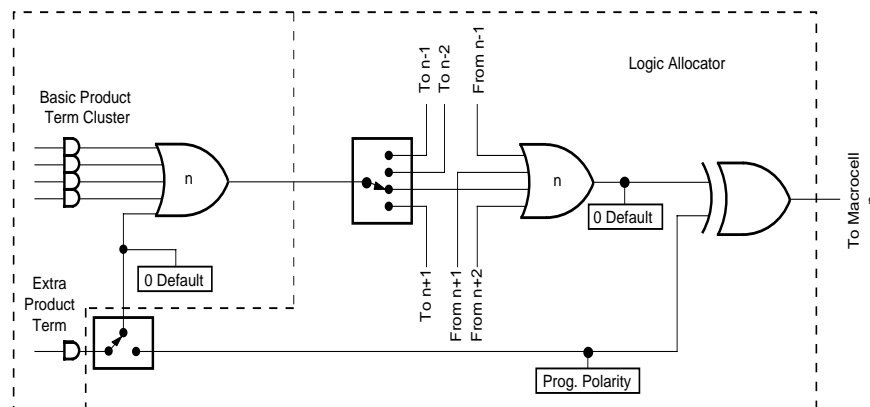 To n-1
To n-2
From n-1
Logic Allocator
Basic Product
Term Cluster
n
n
0 Default
To Macrocell
n
0 Default
Extra
Product
Term
To n+1
From n+1
From n+2
Prog. Polarity